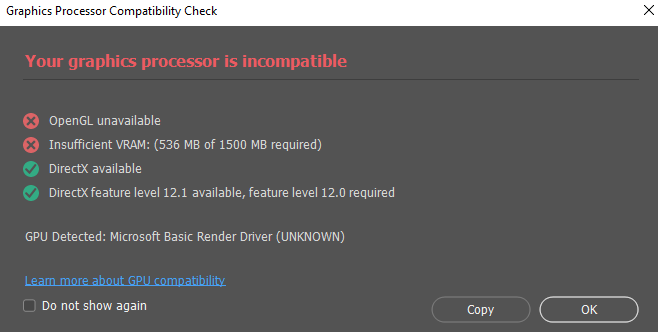 Graphics Processor Compatibility Check
Your graphics processor is incompatible
OpenGL unavailable
Insufficient VRAM: (536 MB of 1500 MB required)
DirectX available
DirectX feature level 12.1 available, feature level 12.0 required
GPU Detected: Microsoft Basic Render Driver (UNKNOWN)
Learn more about GPU compatibility
Do not show again
Copy
OK